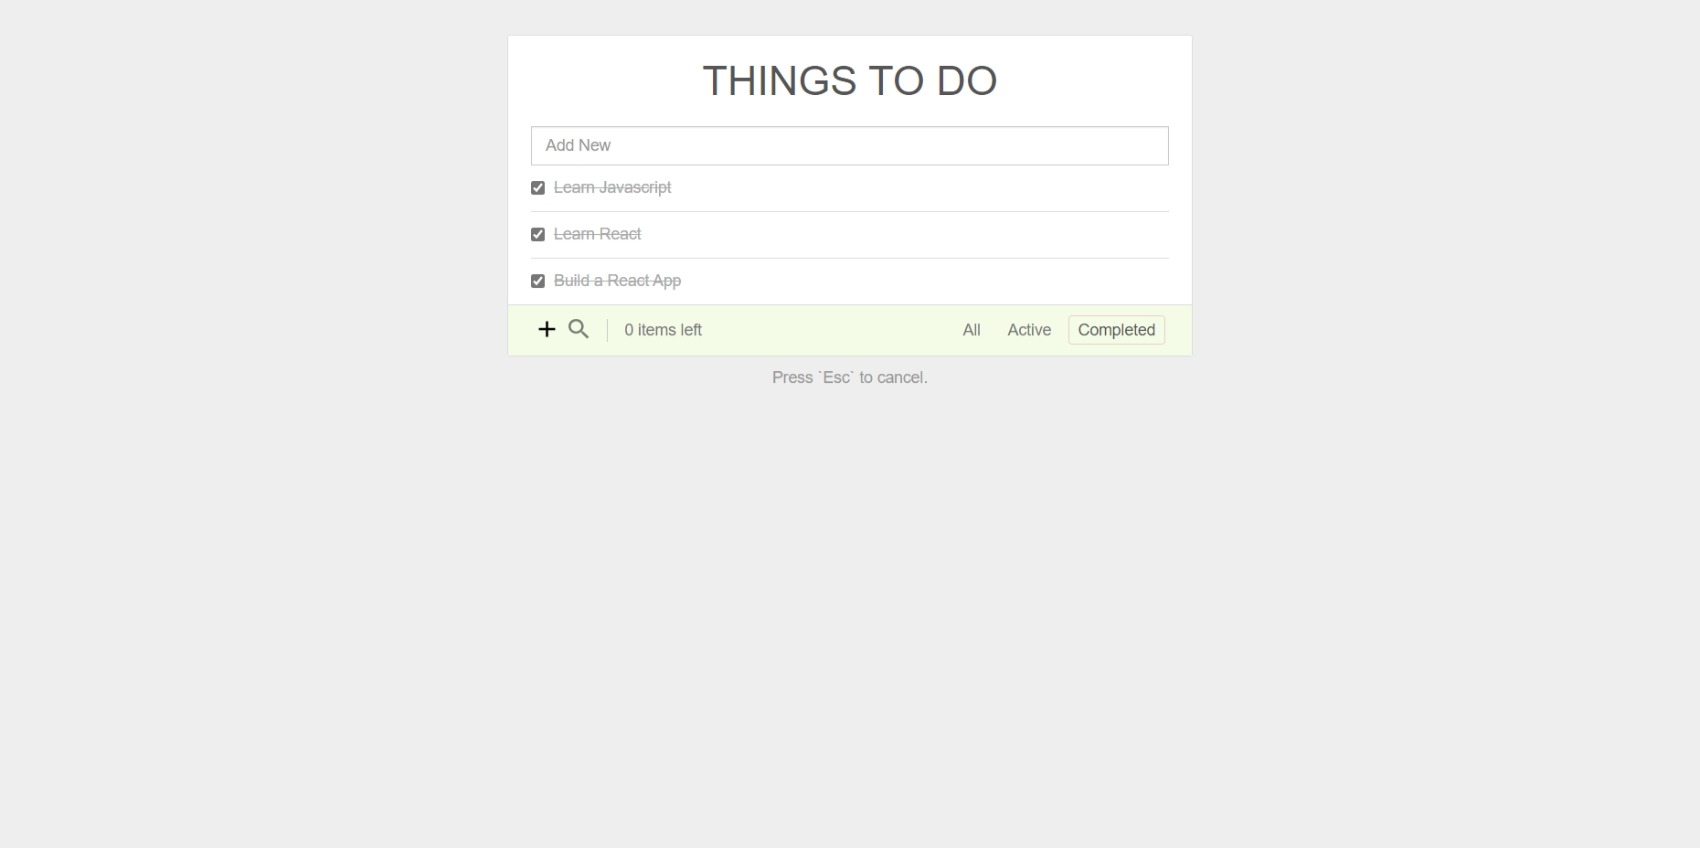 THINGS TO DO
Add New
Learn Javascript
Learn React
Build a React App
0 items left All Active Completed
Press `Esc` to cancel.